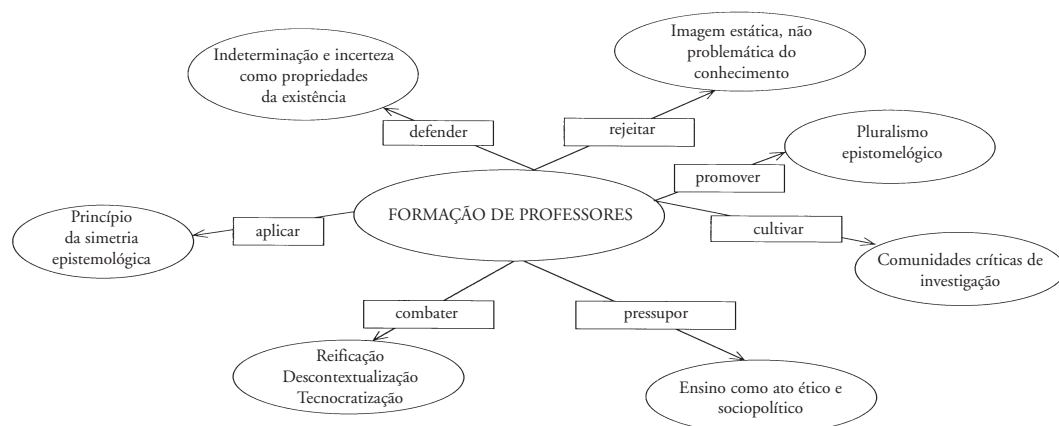 Indeterminação e incerteza
como propriedades
da existência
Imagem estática, não
problemática do
conhecimento
defender
rejeitar
Pluralismo
epistomelógico
promover
FORMAÇÃO DE PROFESSORES
Princípio
da simetria
epistemológica
aplicar
cultivar
Comunidades críticas de
investigação
combater
pressupor
Reificação
Descontextualização
Tecnocratização
Ensino como ato ético e
sociopolítico